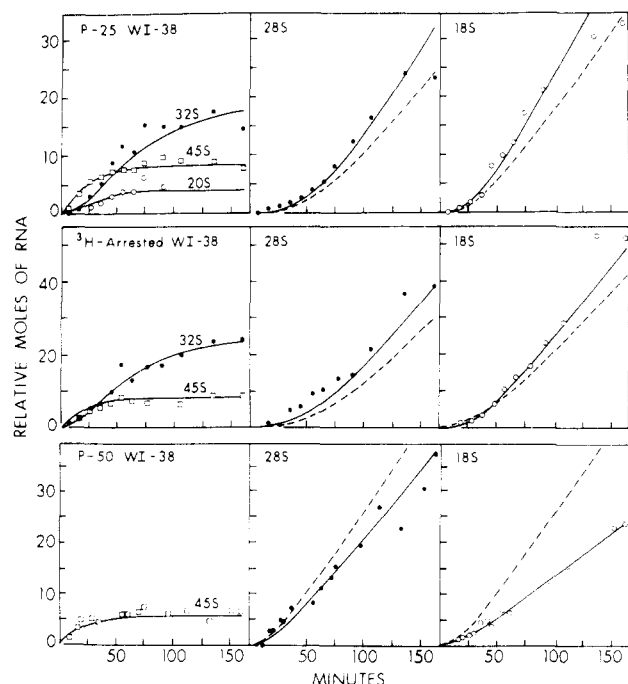 P-25 WI-38
28S
18S
35
30
20
10
0
32S
45S
20S
³H-Arrested WI-38
28S
18S
40
20
0
32S
45S
P-50 WI-38
28S
18S
30
20
10
0
45S
50 100 150
50 100 150
50 100 150
RELATIVE MOLES OF RNA
MINUTES